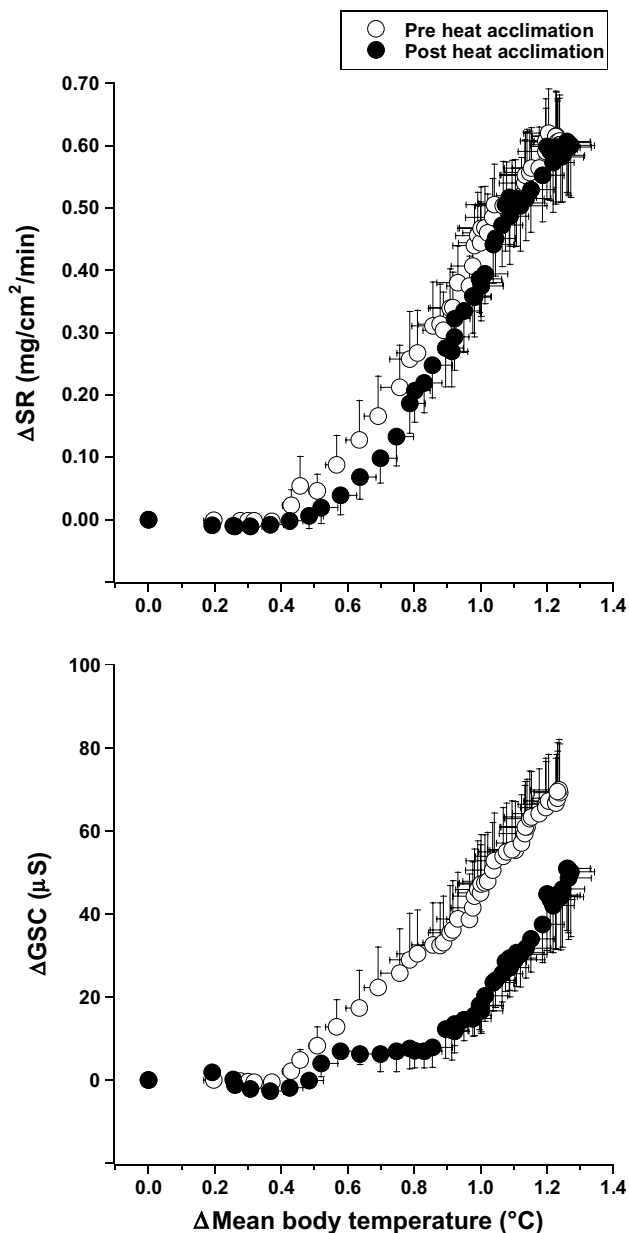 Pre heat acclimation
Post heat acclimation
0.70
0.60
0.50
0.40
0.30
0.20
0.10
0.00
ΔSR (mg/cm²/min)
0.0 0.2 0.4 0.6 0.8 1.0 1.2 1.4
100
80
60
40
20
0
ΔGSC (μS)
0.0 0.2 0.4 0.6 0.8 1.0 1.2 1.4
ΔMean body temperature (°C)